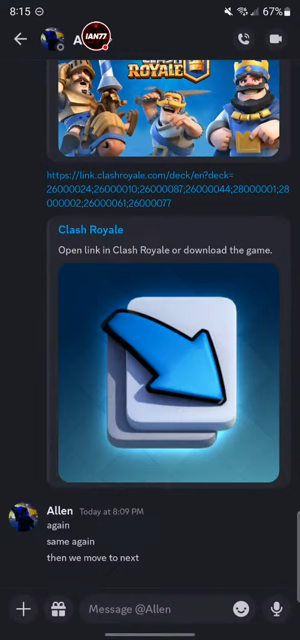 8:15
67%
A
IAN77
CLASH
ROYALE
https://link.clashroyale.com/deck/en?deck=
26000024;26000010;26000087;26000044;28000001;28
000002;26000061;26000077
Clash Royale
Open link in Clash Royale or download the game.
Allen Today at 8:09 PM
again
same again
then we move to next
Message @Allen